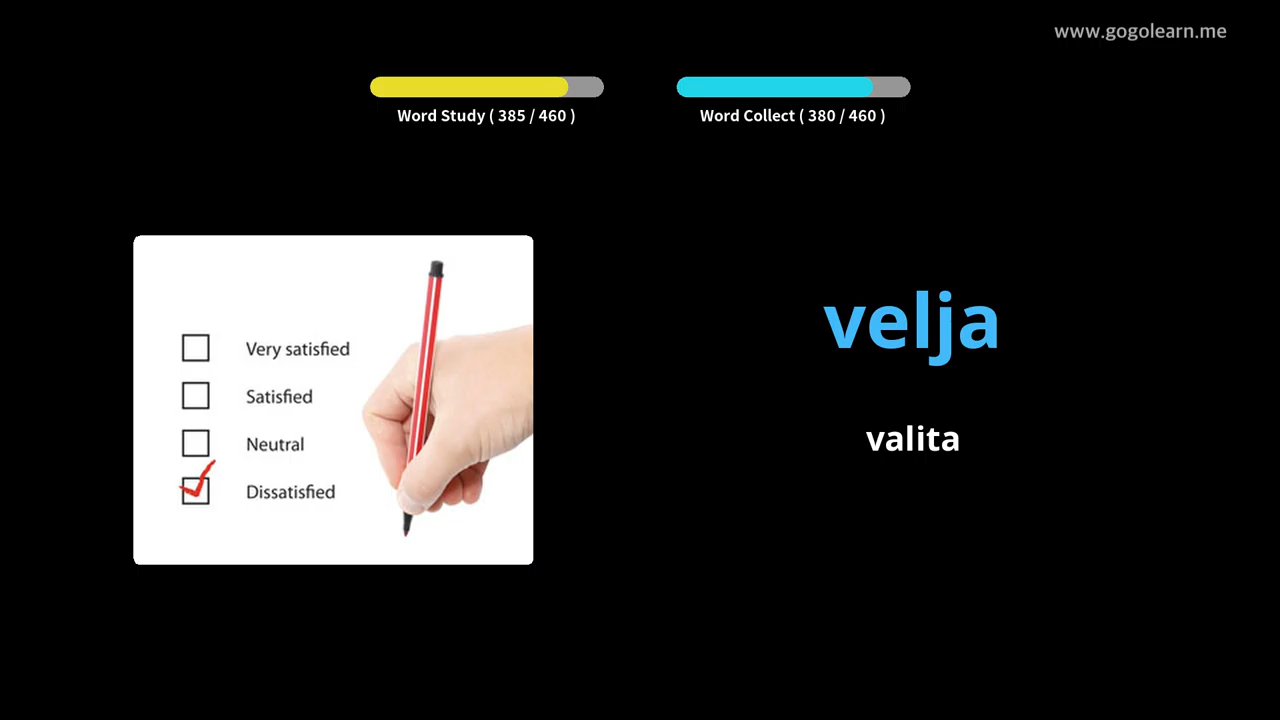 www.gogolearn.me
Word Study ( 385 / 460 )
Word Collect ( 380 / 460 )
Very satisfied
Satisfied
Neutral
Dissatisfied
velja
valita